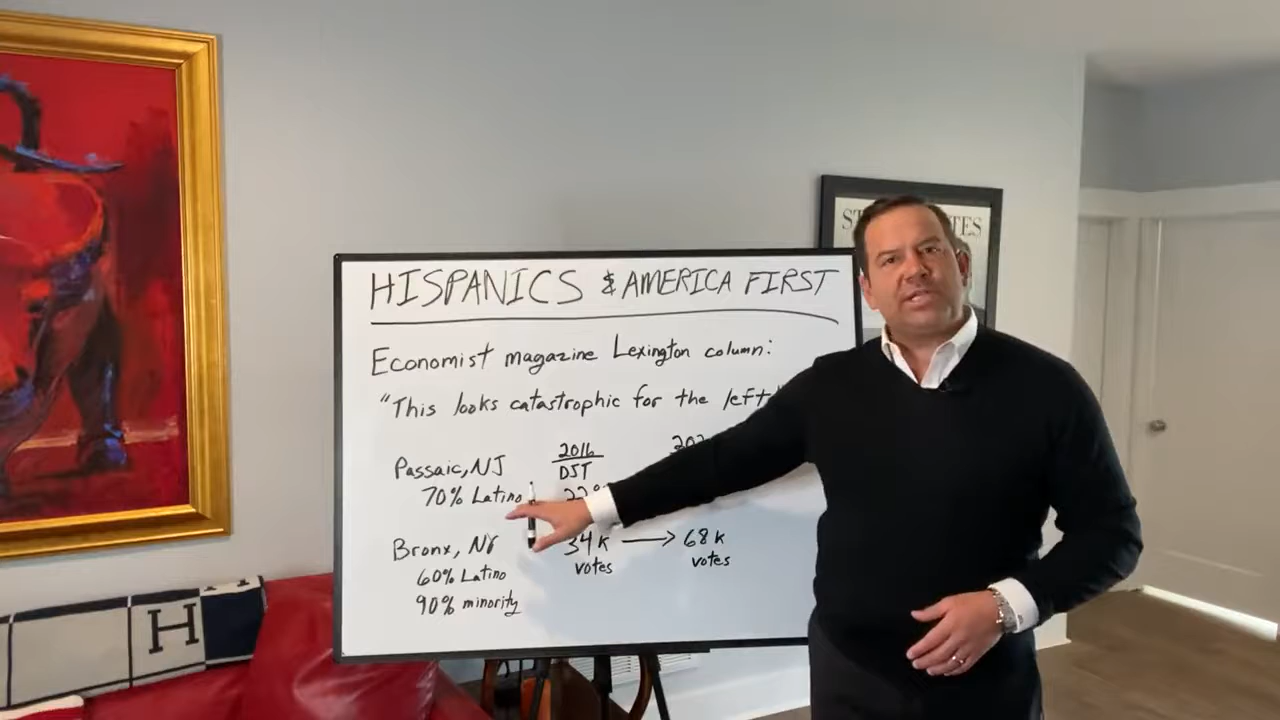 HISPANICS & AMERICA FIRST
Economist magazine Lexington column:
"This looks catastrophic for the left
2016
DJT
Passaic, NJ
70% Latino
Bronx, NY
34k → 68k
votes votes
60% Latino
90% minority
H